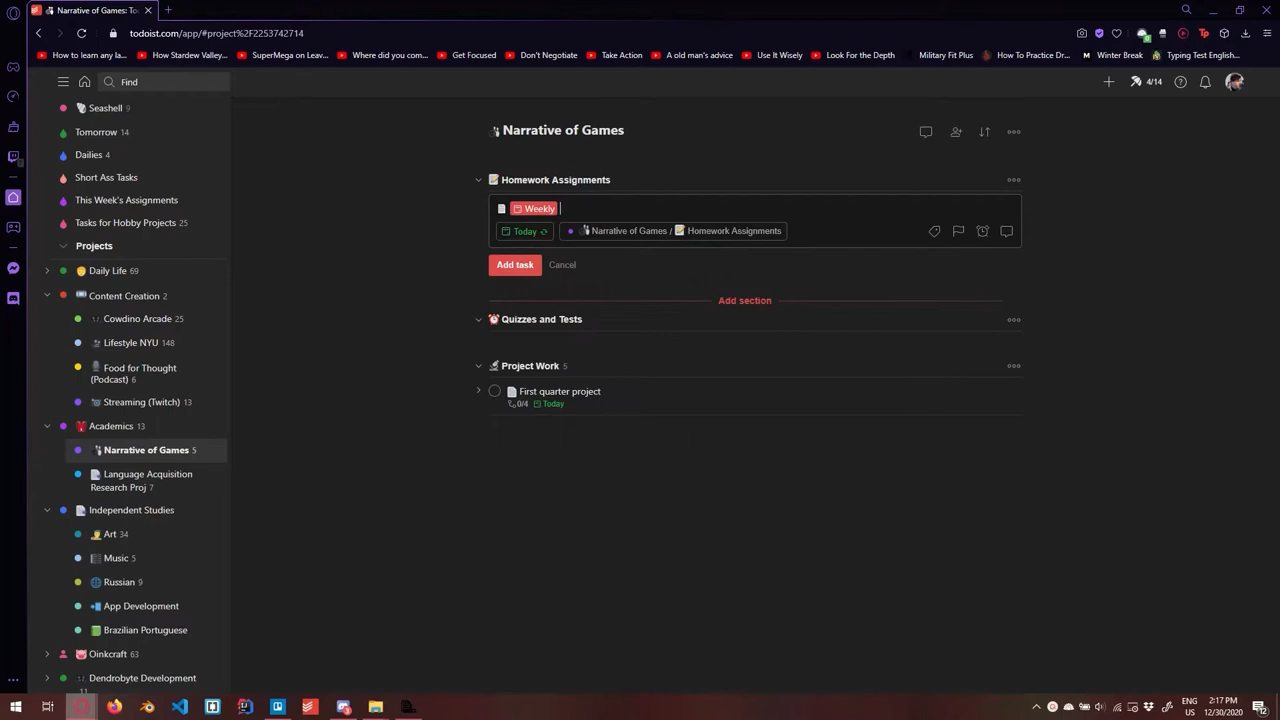 Narrative of Games: To
todoist.com/app/#project%2F2253742714
How to learn any la...
How Stardew Valley...
SuperMega on Leav...
Where did you com...
Get Focused
Don't Negotiate
Take Action
A old man's advice
Use It Wisely
Look For the Depth
Military Fit Plus
How To Practice Dr...
Winter Break
Typing Test English...
Find
4/14
Seashell 9
Tomorrow 14
Dailies 4
Short Ass Tasks
This Week's Assignments
Tasks for Hobby Projects 25
Projects
Daily Life 69
Content Creation 2
Cowdino Arcade 25
Lifestyle NYU 148
Food for Thought
(Podcast) 6
Streaming (Twitch) 13
Academics 13
Narrative of Games 5
Language Acquisition
Research Proj 7
Independent Studies
Art 34
Music 5
Russian 9
App Development
Brazilian Portuguese
Oinkcraft 63
Dendrobyte Development
11
Narrative of Games
Homework Assignments
Weekly
Today
Narrative of Games / Homework Assignments
Add task
Cancel
Add section
Quizzes and Tests
Project Work 5
First quarter project
0/4 Today
ENG
US
2:17 PM
12/30/2020